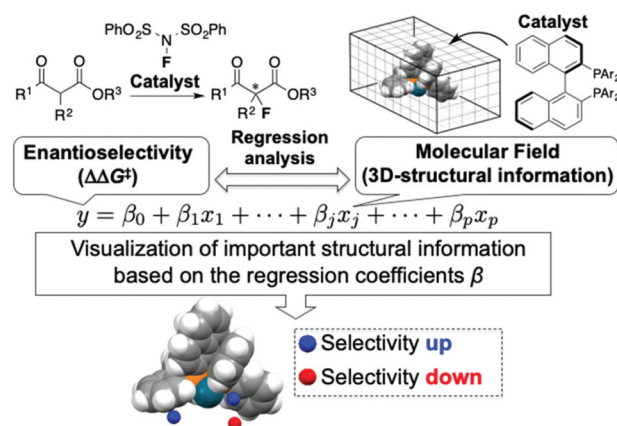 PhO₂S SO₂Ph
N
F
Catalyst
O O
R¹ OR³
R²
O O
R¹ * OR³
R² F
Catalyst
PAr₂
PAr₂
Enantioselectivity
(ΔΔG‡)
Regression
analysis
Molecular Field
(3D-structural information)
y = β₀ + β₁x₁ + ⋯ + βⱼxⱼ + ⋯ + βₚxₚ
Visualization of important structural information
based on the regression coefficients β
Selectivity up
Selectivity down